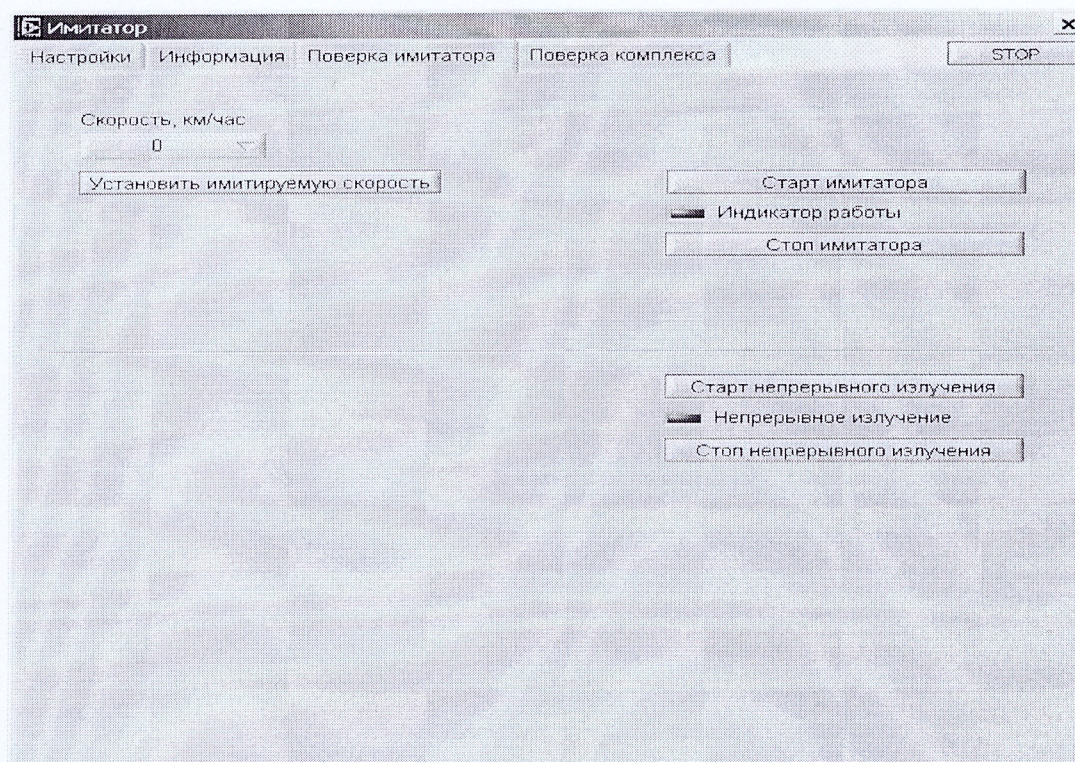 Имитатор
Настройки Информация Поверка имитатора Поверка комплекса STOP
Скорость, км/час
0
Установить имитируемую скорость
Старт имитатора
Индикатор работы
Стоп имитатора
Старт непрерывного излучения
Непрерывное излучение
Стоп непрерывного излучения